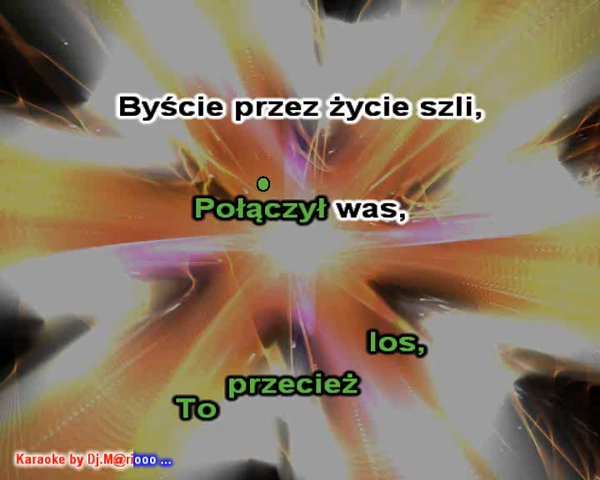 Byście przez życie szli,
Połączył was,
los,
przecież
To
Karaoke by Dj.M@riooo ...